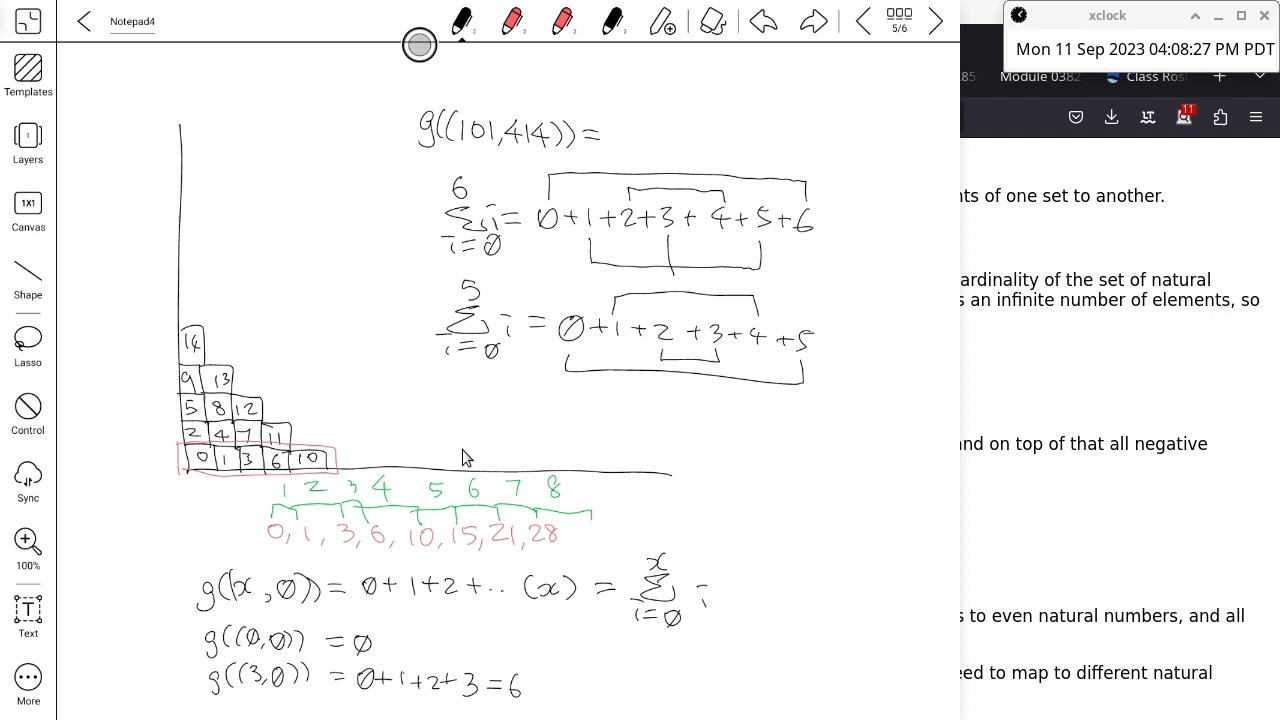 Notepad4
5/6
xclock
Mon 11 Sep 2023 04:08:27 PM PDT
Templates
Layers
Canvas
Shape
Lasso
Control
Sync
100%
Text
More
Module 0382
Class Ros
11
g((101,414)) =
6
∑ i = 0+1+2+3+4+5+6
i=0
5
∑ i = 0+1+2+3+4+5
i=0
14
9 13
5 8 12
2 4 7 11
0 1 3 6 10
1 2 3 4 5 6 7 8
0, 1, 3, 6, 10, 15, 21, 28
x
g((x,0)) = 0+1+2+.. (x) = ∑ i
i=0
g((0,0)) = 0
g((3,0)) = 0+1+2+3=6
nts of one set to another.
ardinality of the set of natural
s an infinite number of elements, so
and on top of that all negative
s to even natural numbers, and all
eed to map to different natural